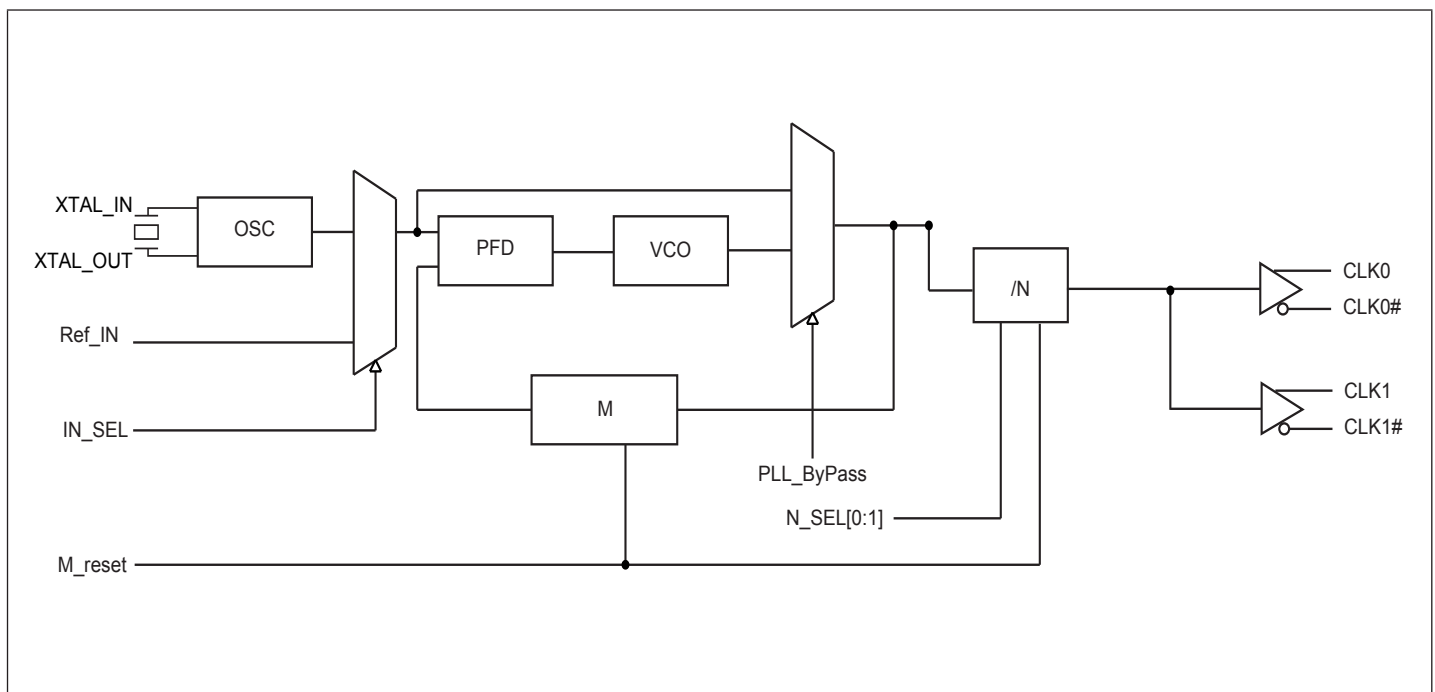 XTAL_IN
XTAL_OUT
OSC
PFD
VCO
/N
CLK0
CLK0#
Ref_IN
M
CLK1
CLK1#
IN_SEL
PLL_ByPass
N_SEL[0:1]
M_reset